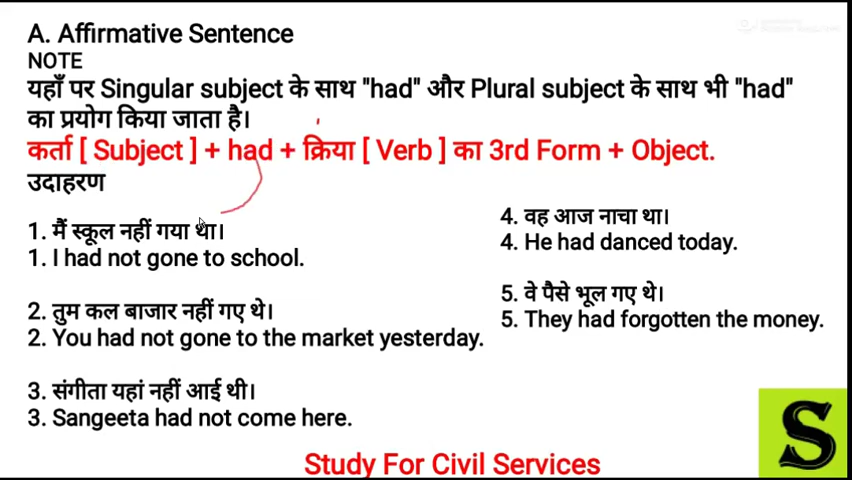 A. Affirmative Sentence
NOTE
यहाँ पर Singular subject के साथ "had" और Plural subject के साथ भी "had"
का प्रयोग किया जाता है।
कर्ता [ Subject ] + had + क्रिया [ Verb ] का 3rd Form + Object.
उदाहरण
1. मैं स्कूल नहीं गया था।
1. I had not gone to school.
2. तुम कल बाजार नहीं गए थे।
2. You had not gone to the market yesterday.
3. संगीता यहां नहीं आई थी।
3. Sangeeta had not come here.
4. वह आज नाचा था।
4. He had danced today.
5. वे पैसे भूल गए थे।
5. They had forgotten the money.
S
Study For Civil Services